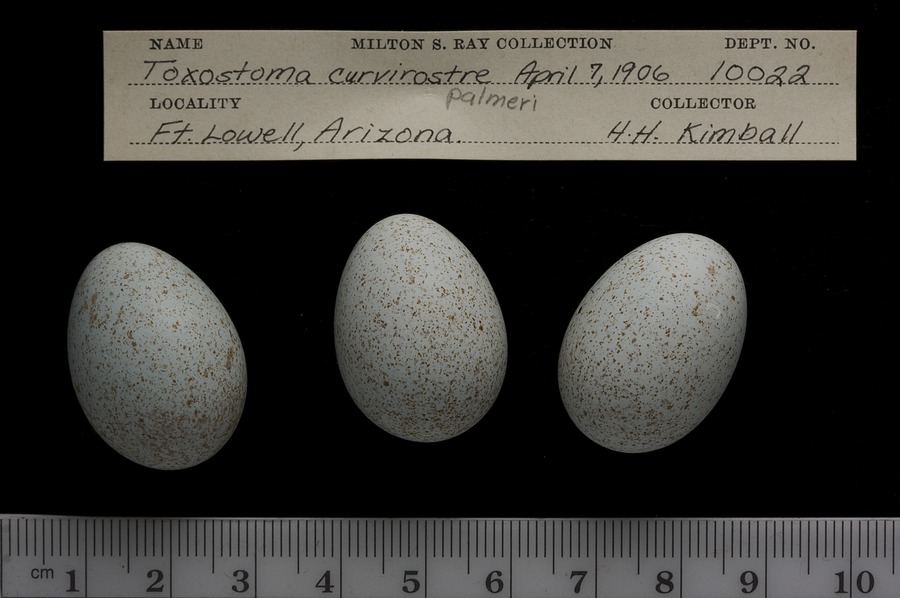 NAME MILTON S. RAY COLLECTION DEPT. NO.
Toxostoma curvirostre April 7, 1906 10022
palmeri
LOCALITY COLLECTOR
Ft. Lowell, Arizona. H.H. Kimball
cm 1 2 3 4 5 6 7 8 9 10